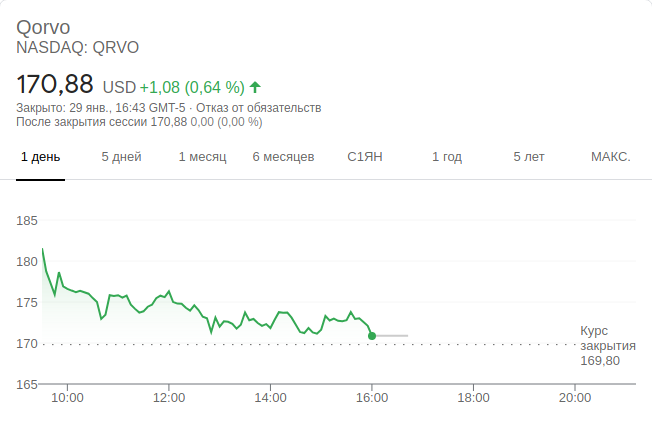 Qorvo
NASDAQ: QRVO
170,88 USD +1,08 (0,64 %)
Закрыто: 29 янв., 16:43 GMT-5 · Отказ от обязательств
После закрытия сессии 170,88 0,00 (0,00 %)
1 день 5 дней 1 месяц 6 месяцев С1ЯН 1 год 5 лет МАКС.
185
180
175
170
Курс
закрытия
169,80
165
10:00 12:00 14:00 16:00 18:00 20:00